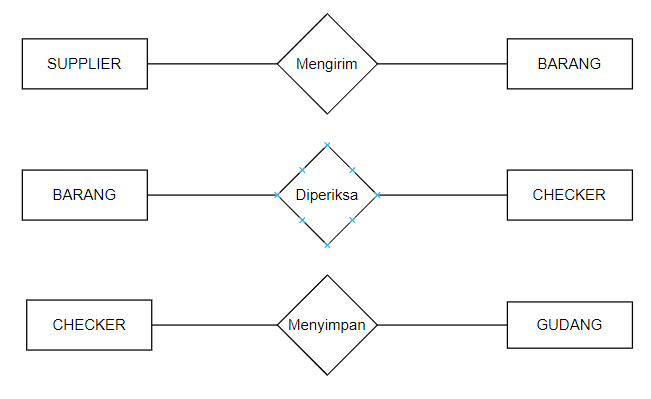 SUPPLIER
Mengirim
BARANG
BARANG
Diperiksa
CHECKER
CHECKER
Menyimpan
GUDANG